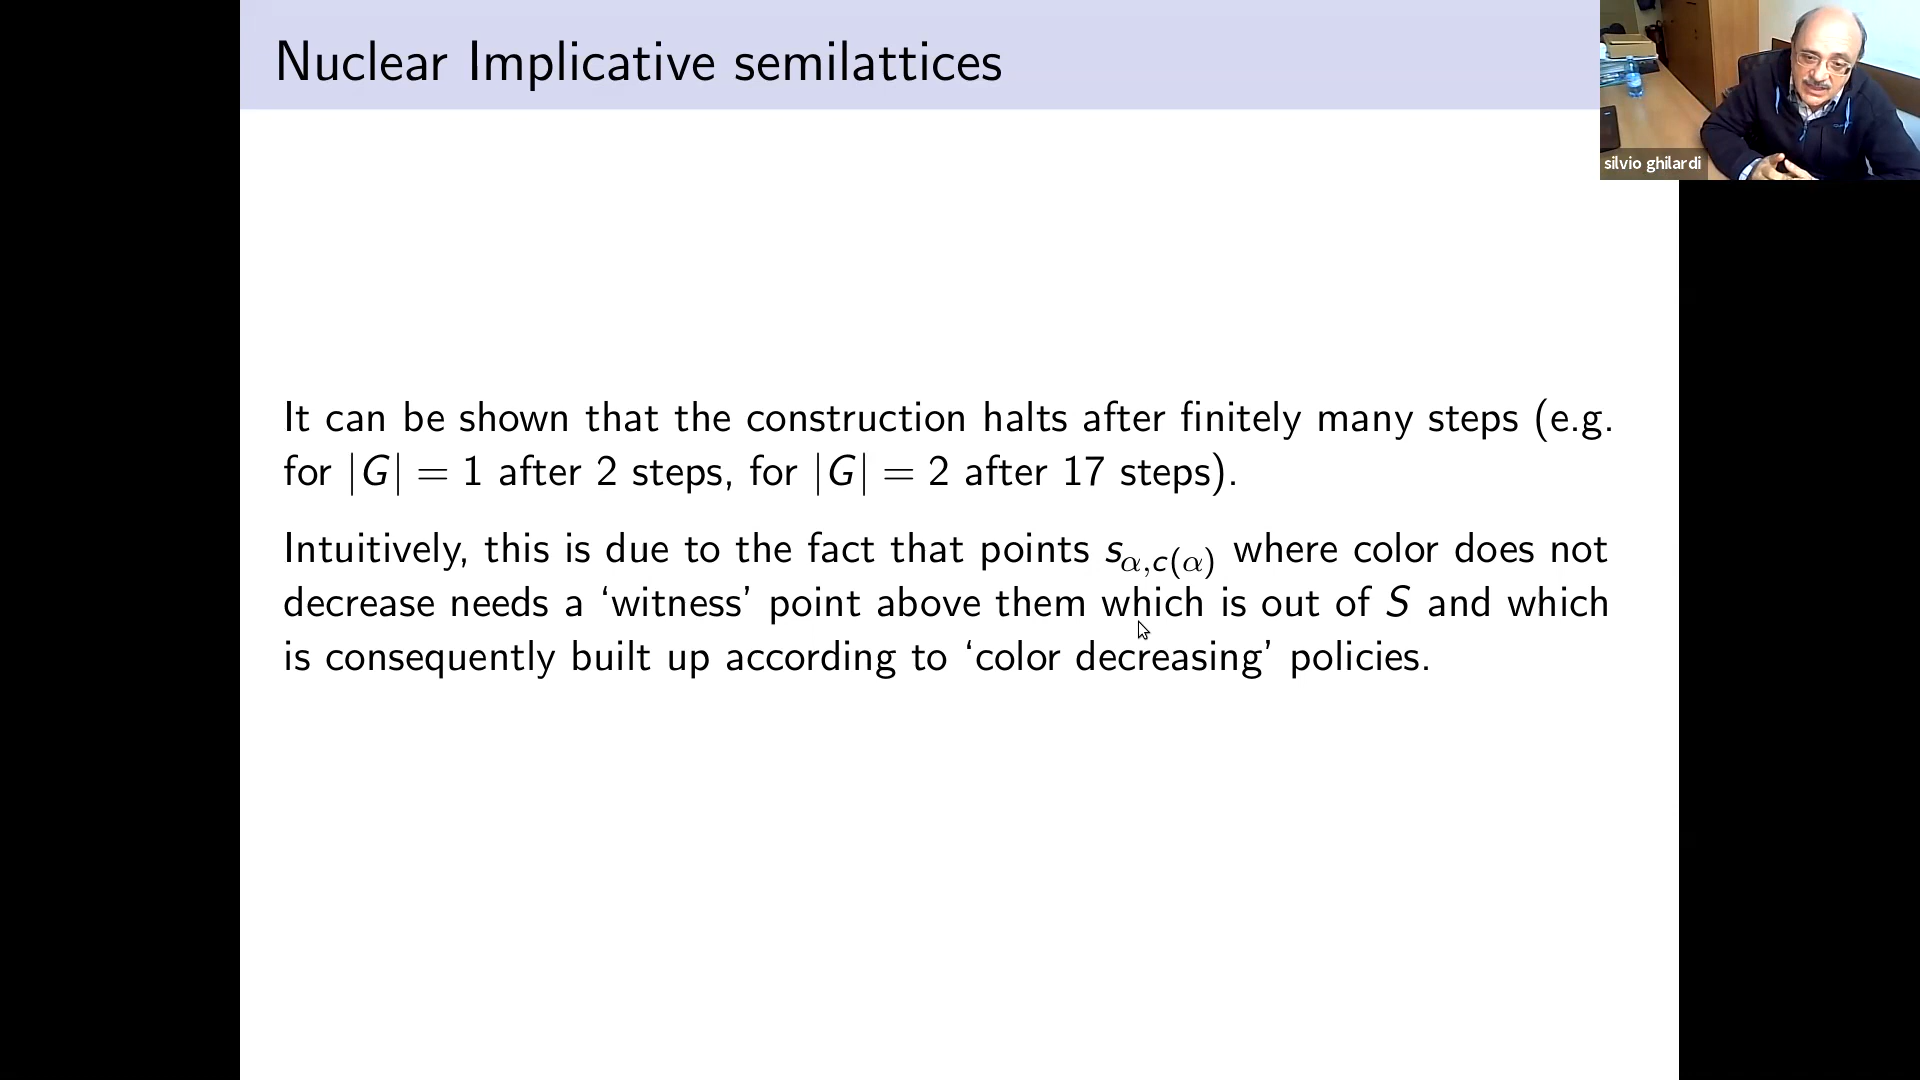 Nuclear Implicative semilattices
silvio ghilardi
It can be shown that the construction halts after finitely many steps (e.g.
for |G| = 1 after 2 steps, for |G| = 2 after 17 steps).
Intuitively, this is due to the fact that points s_{α,c(α)} where color does not
decrease needs a ‘witness’ point above them which is out of S and which
is consequently built up according to ‘color decreasing’ policies.